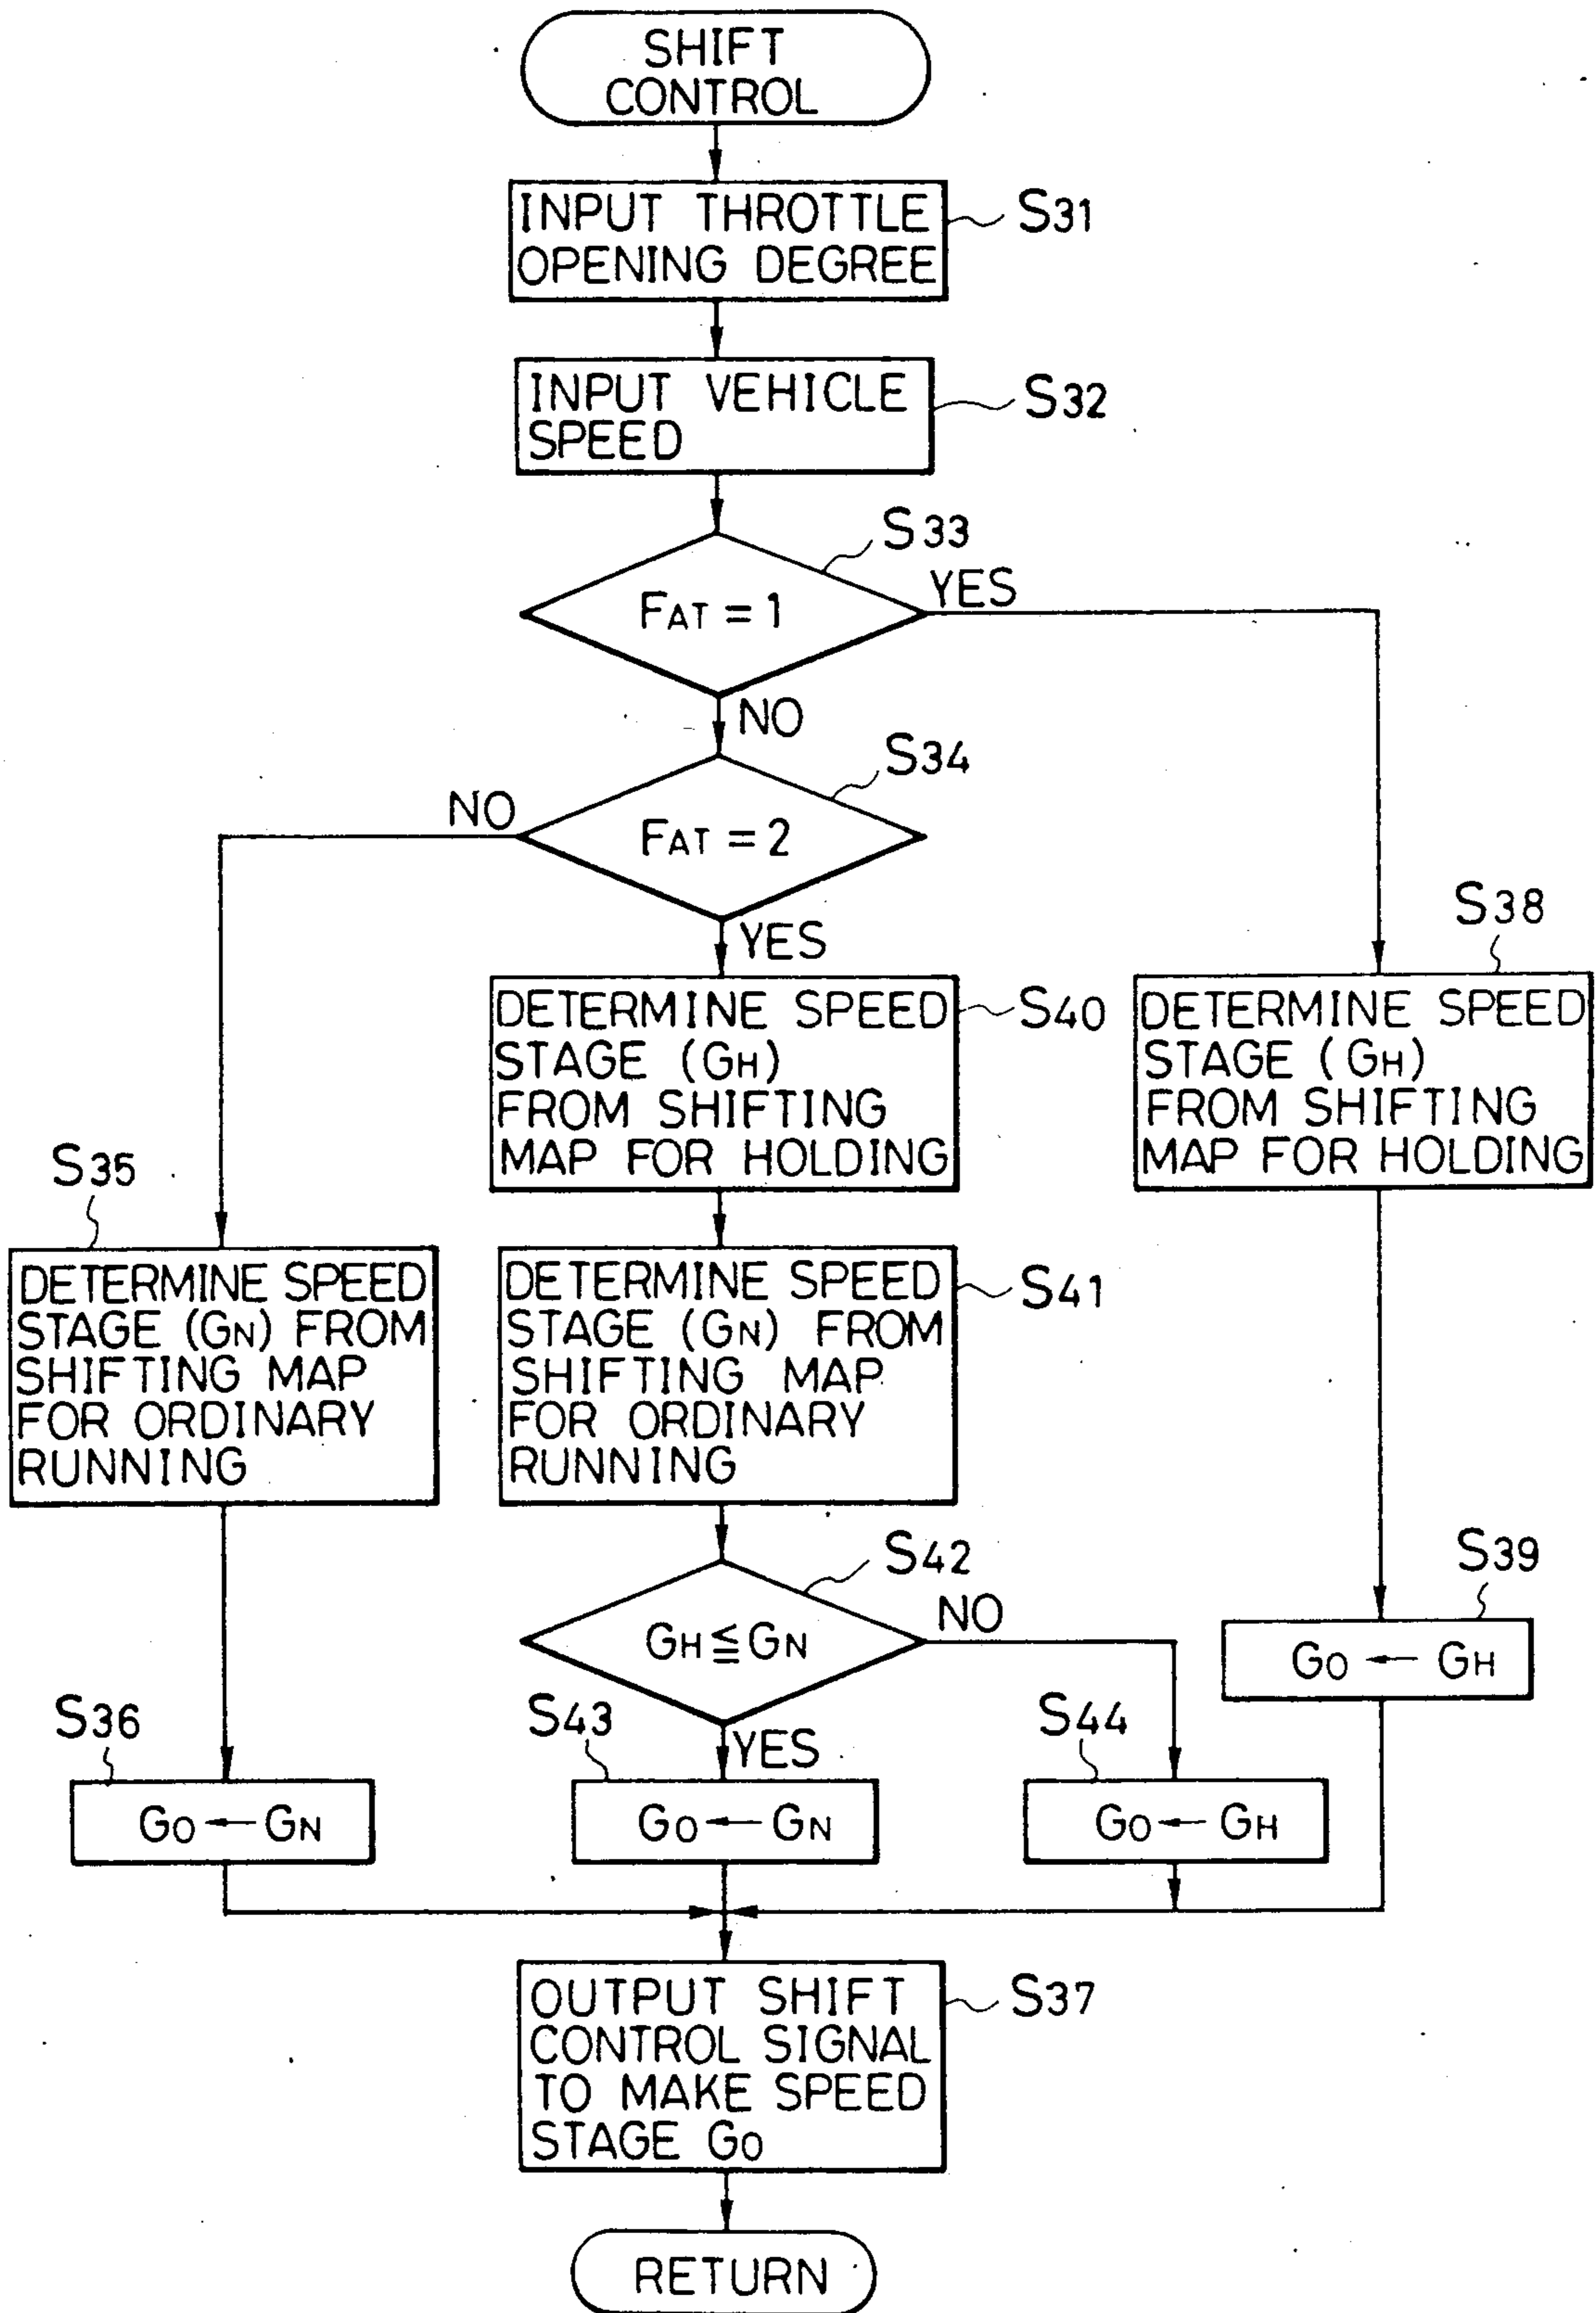 SHIFT
CONTROL
INPUT THROTTLE
OPENING DEGREE
S31
INPUT VEHICLE
SPEED
S32
S33
FAT = 1
YES
NO
S34
FAT = 2
NO
YES
S38
DETERMINE SPEED
STAGE (GH)
FROM SHIFTING
MAP FOR HOLDING
S40
DETERMINE SPEED
STAGE (GH)
FROM SHIFTING
MAP FOR HOLDING
S35
DETERMINE SPEED
STAGE (GN) FROM
SHIFTING MAP
FOR ORDINARY
RUNNING
DETERMINE SPEED
STAGE (GN) FROM
SHIFTING MAP
FOR ORDINARY
RUNNING
S41
S42
GH ≦ GN
NO
YES
S39
GO ← GH
S36
GO ← GN
S43
GO ← GN
S44
GO ← GH
OUTPUT SHIFT
CONTROL SIGNAL
TO MAKE SPEED
STAGE GO
S37
RETURN